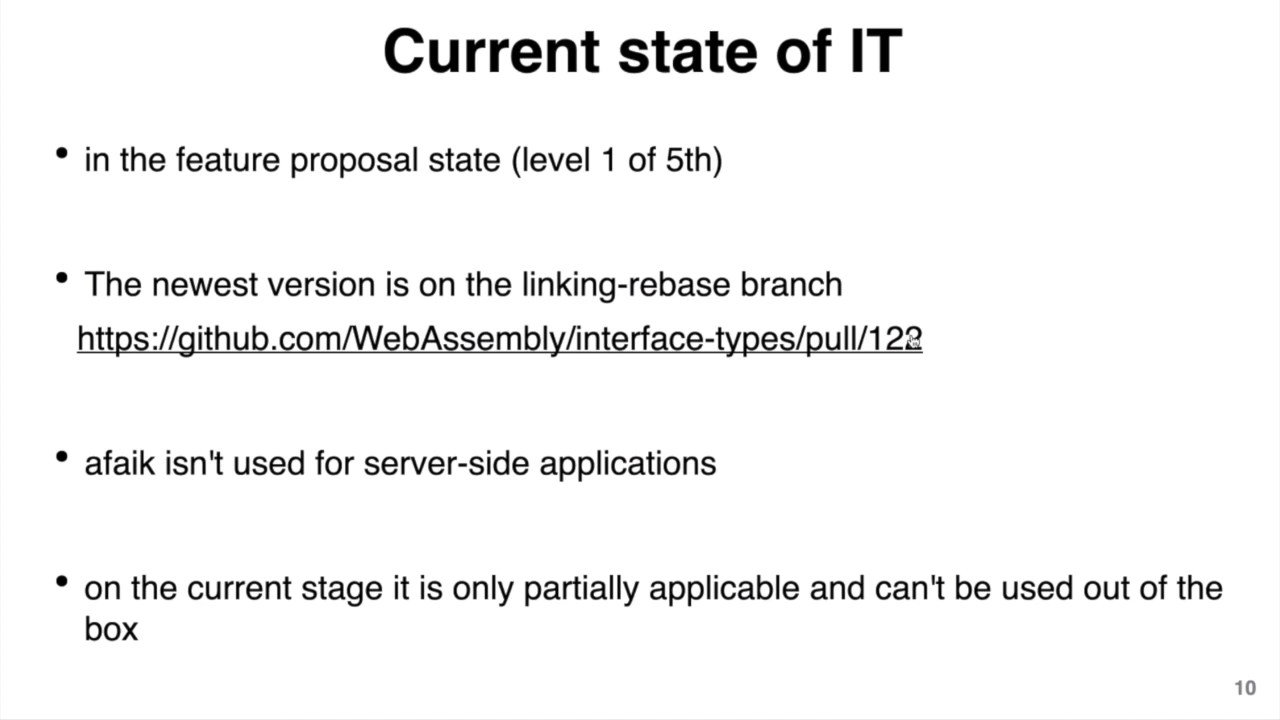 Current state of IT
• in the feature proposal state (level 1 of 5th)
• The newest version is on the linking-rebase branch
https://github.com/WebAssembly/interface-types/pull/122
• afaik isn't used for server-side applications
• on the current stage it is only partially applicable and can't be used out of the
box
10